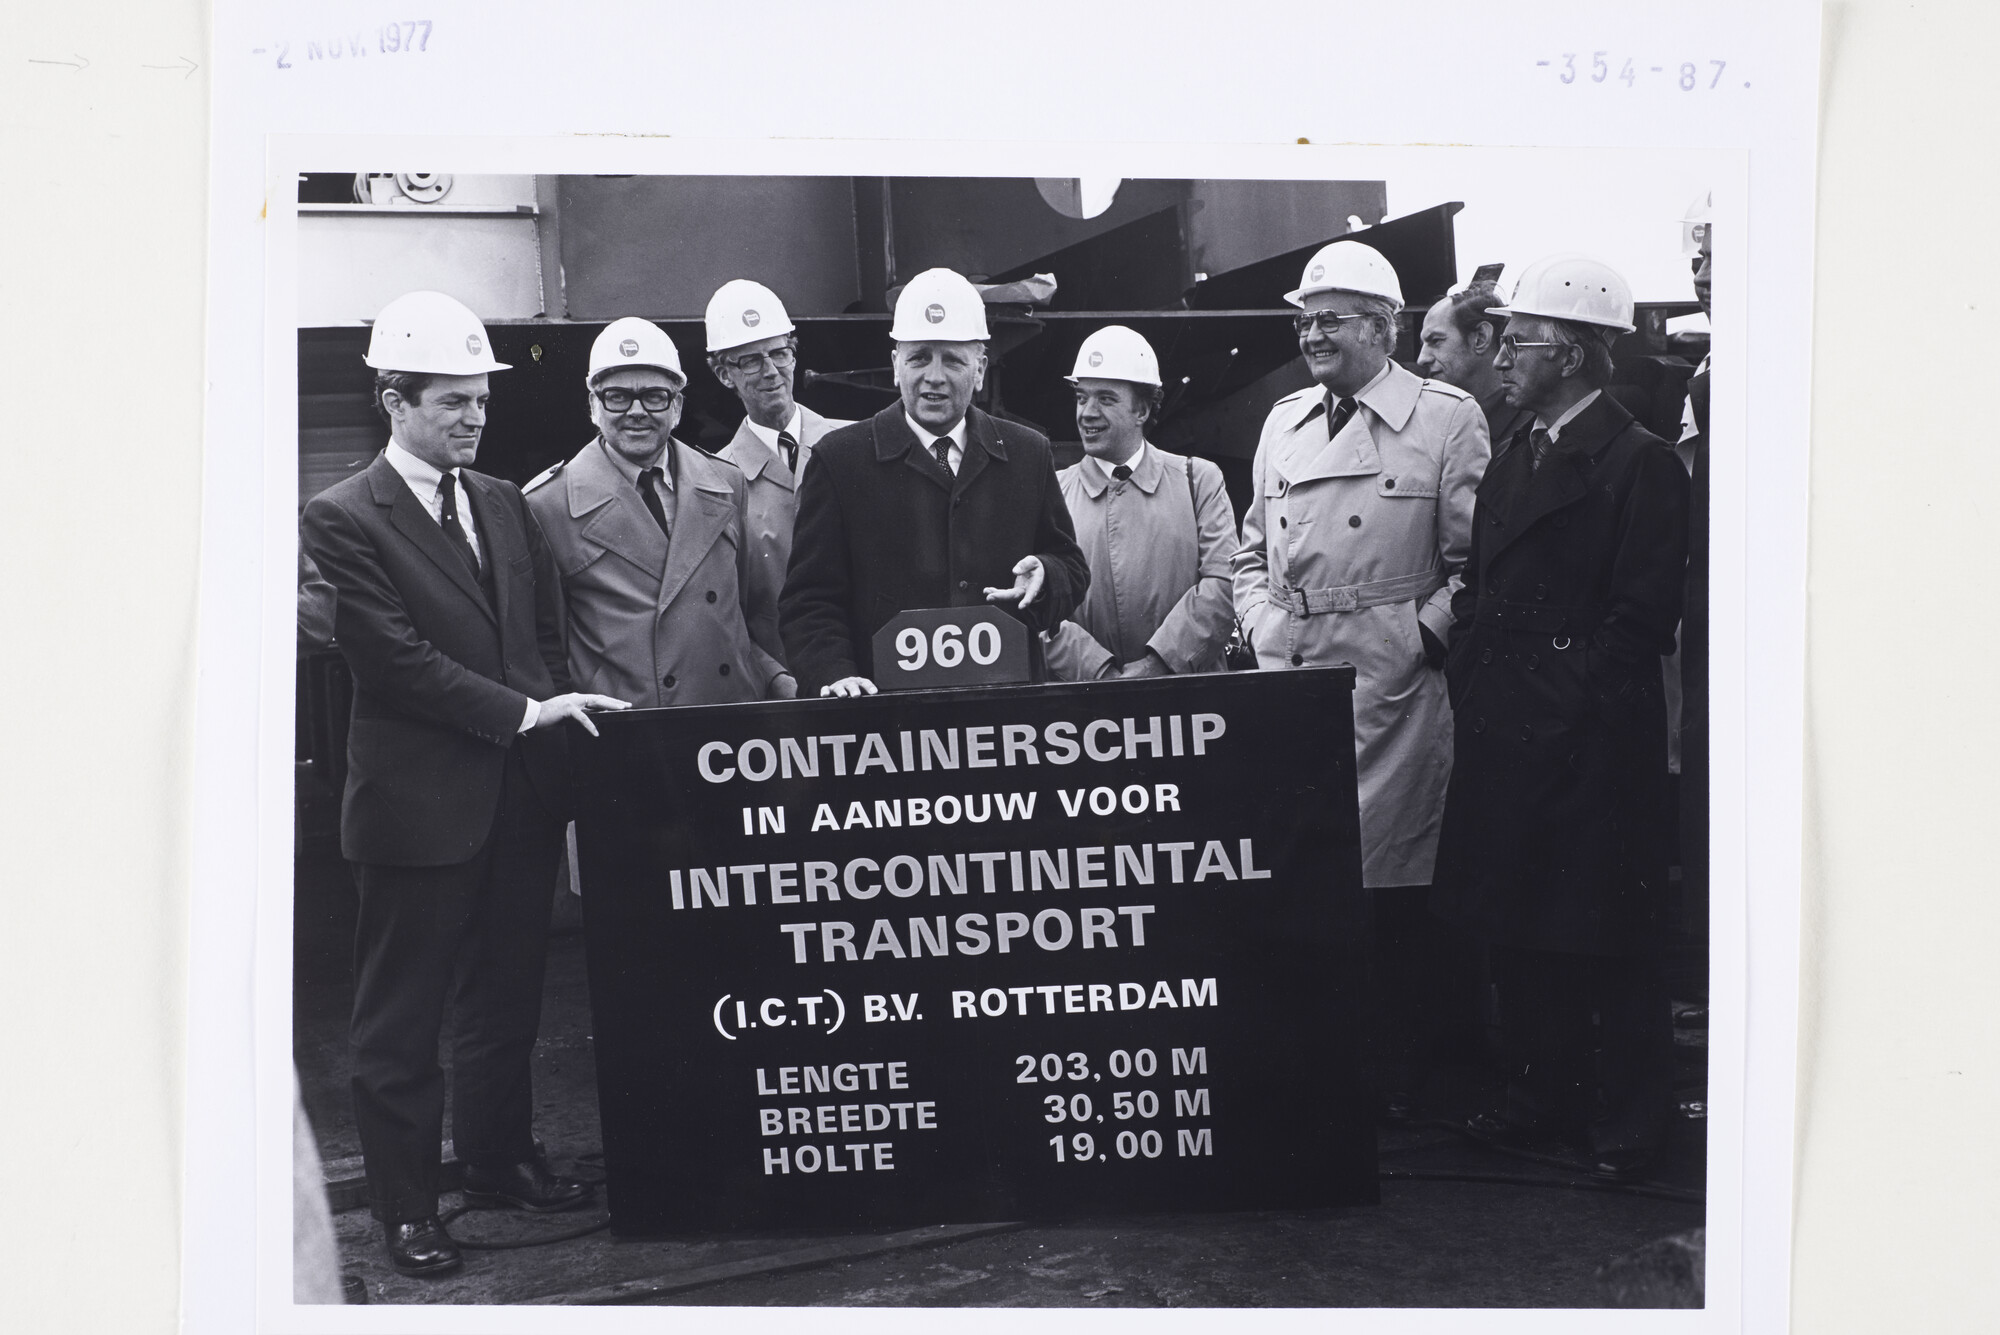 -2 NOV. 1977
-354-87.
960
CONTAINERSCHIP
IN AANBOUW VOOR
INTERCONTINENTAL
TRANSPORT
(I.C.T.) B.V. ROTTERDAM
LENGTE 203,00 M
BREEDTE 30,50 M
HOLTE 19,00 M